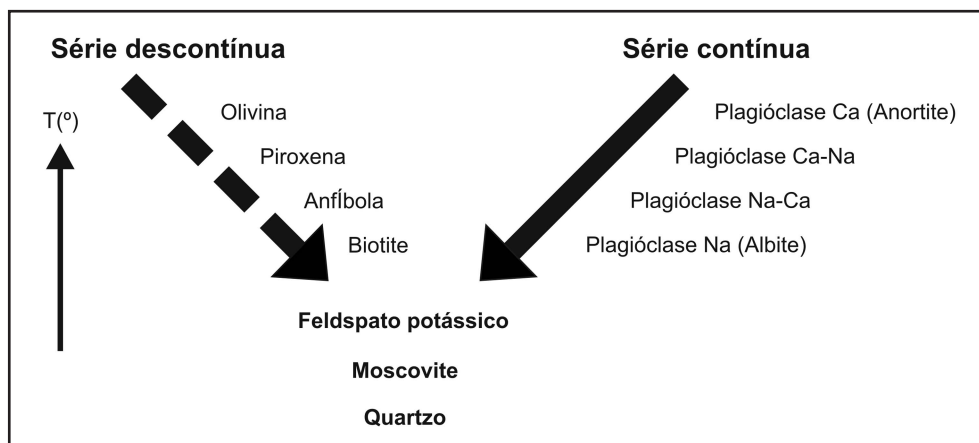 Série descontínua
Série contínua
T(º)
Olivina
Piroxena
AnfÍbola
Biotite
Plagióclase Ca (Anortite)
Plagióclase Ca-Na
Plagióclase Na-Ca
Plagióclase Na (Albite)
Feldspato potássico
Moscovite
Quartzo